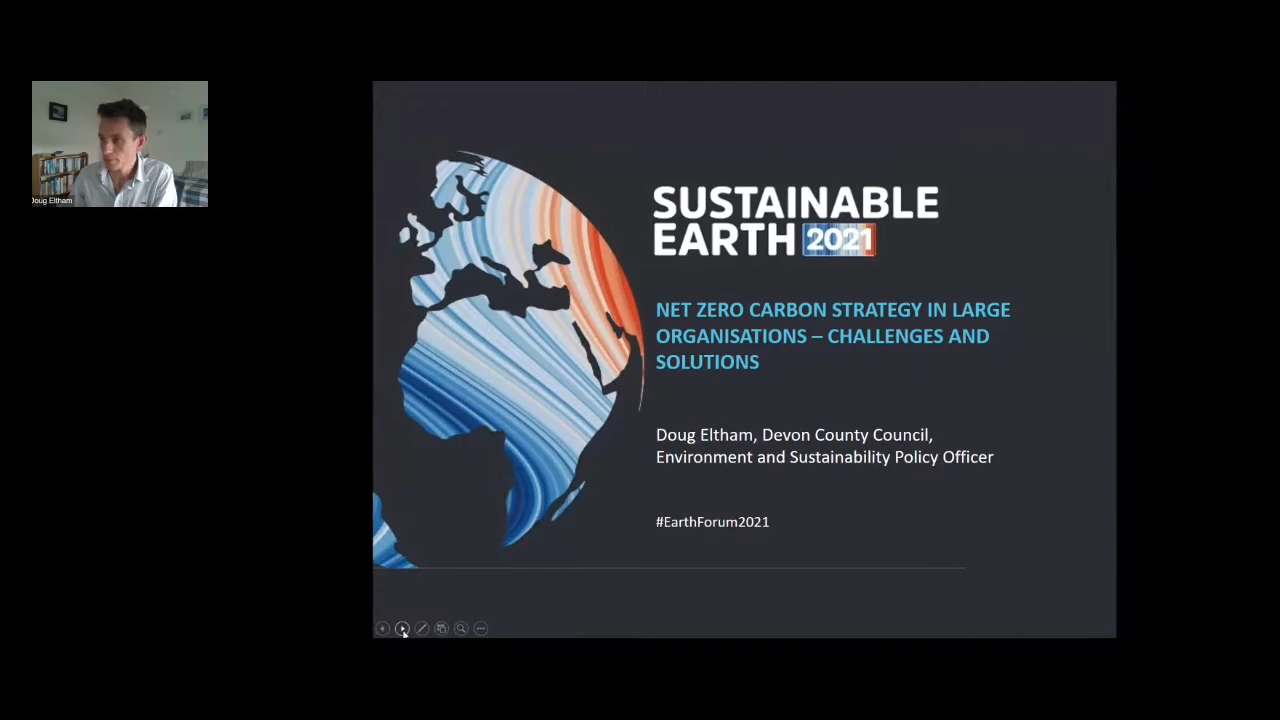 Doug Eltham
SUSTAINABLE
EARTH 2021
NET ZERO CARBON STRATEGY IN LARGE
ORGANISATIONS – CHALLENGES AND
SOLUTIONS
Doug Eltham, Devon County Council,
Environment and Sustainability Policy Officer
#EarthForum2021